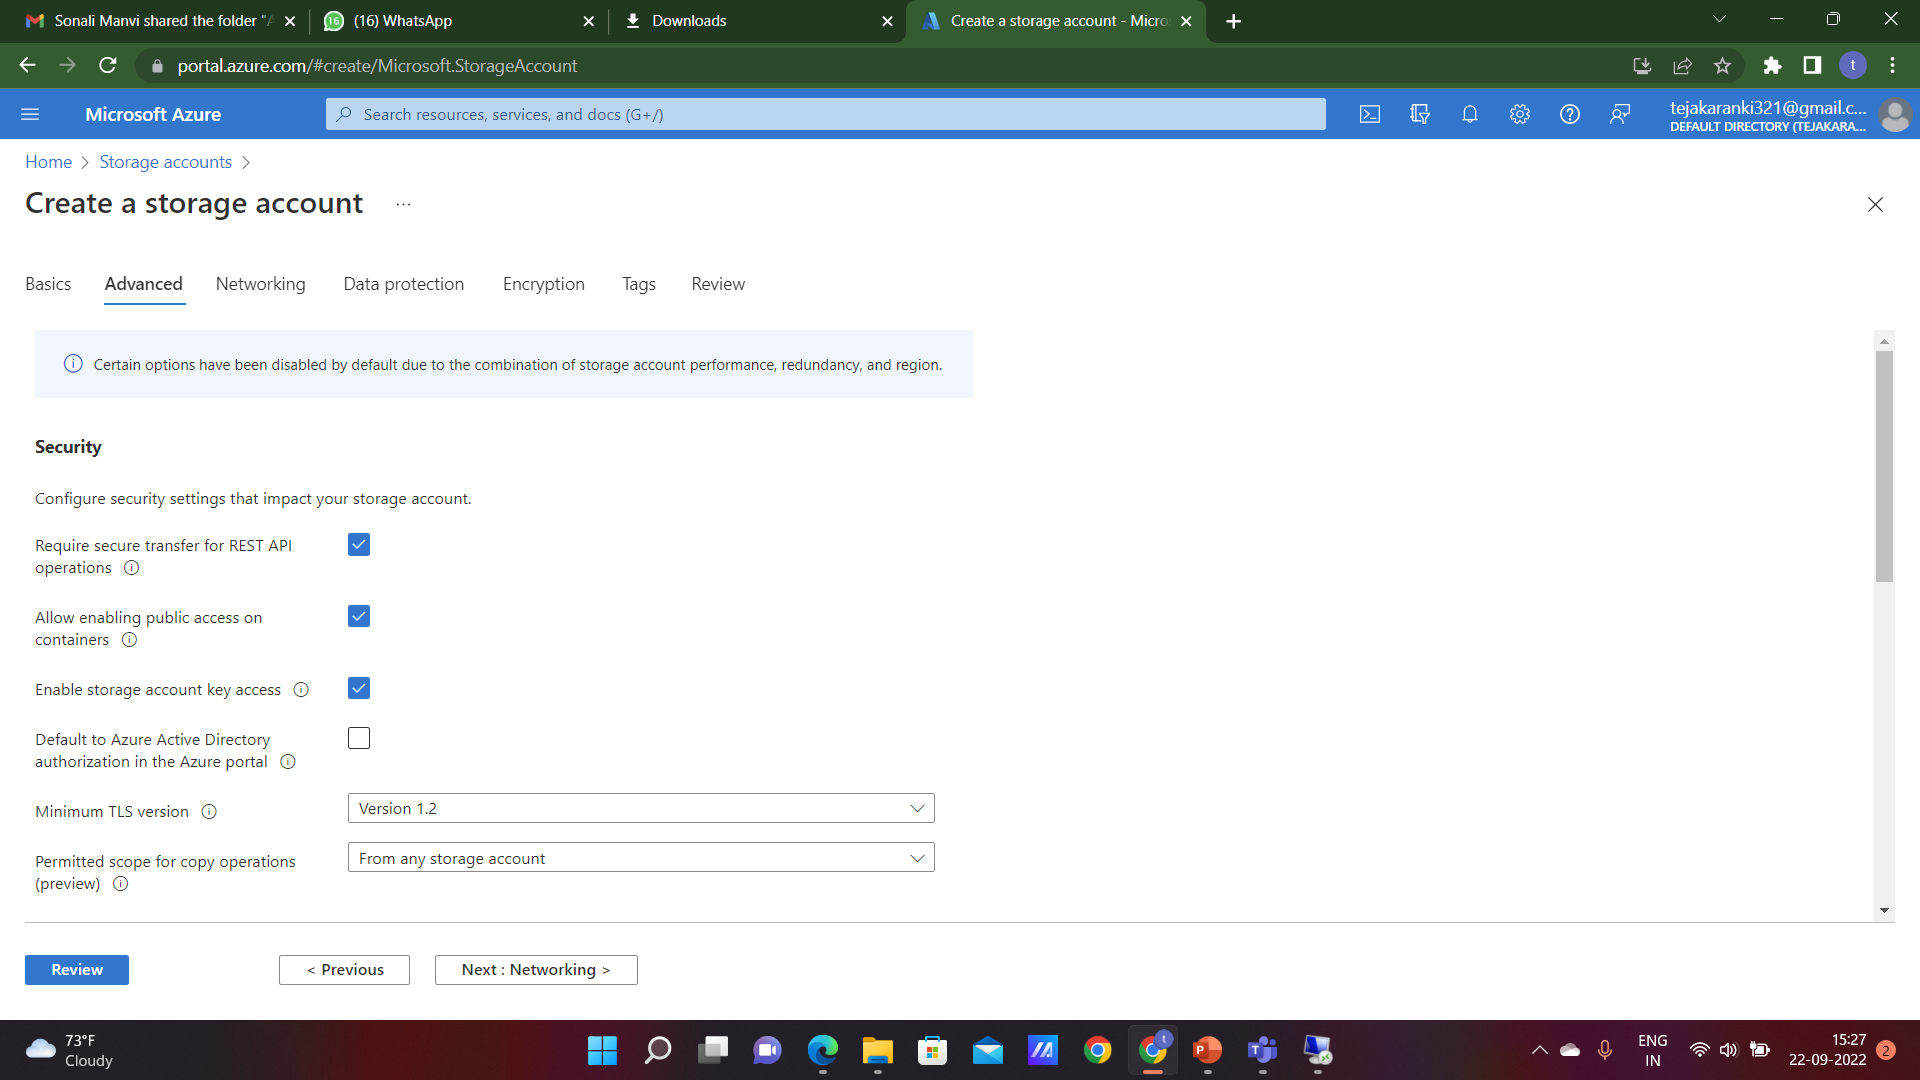 Sonali Manvi shared the folder "A
(16) WhatsApp
Downloads
Create a storage account - Micro
portal.azure.com/#create/Microsoft.StorageAccount
t
Microsoft Azure
Search resources, services, and docs (G+/)
tejakaranki321@gmail.c...
DEFAULT DIRECTORY (TEJAKARA...
Home > Storage accounts >
Create a storage account ...
Basics Advanced Networking Data protection Encryption Tags Review
Certain options have been disabled by default due to the combination of storage account performance, redundancy, and region.
Security
Configure security settings that impact your storage account.
Require secure transfer for REST API
operations
Allow enabling public access on
containers
Enable storage account key access
Default to Azure Active Directory
authorization in the Azure portal
Minimum TLS version
Version 1.2
Permitted scope for copy operations
(preview)
From any storage account
Review
< Previous
Next : Networking >
73°F
Cloudy
ENG
IN
15:27
22-09-2022
2